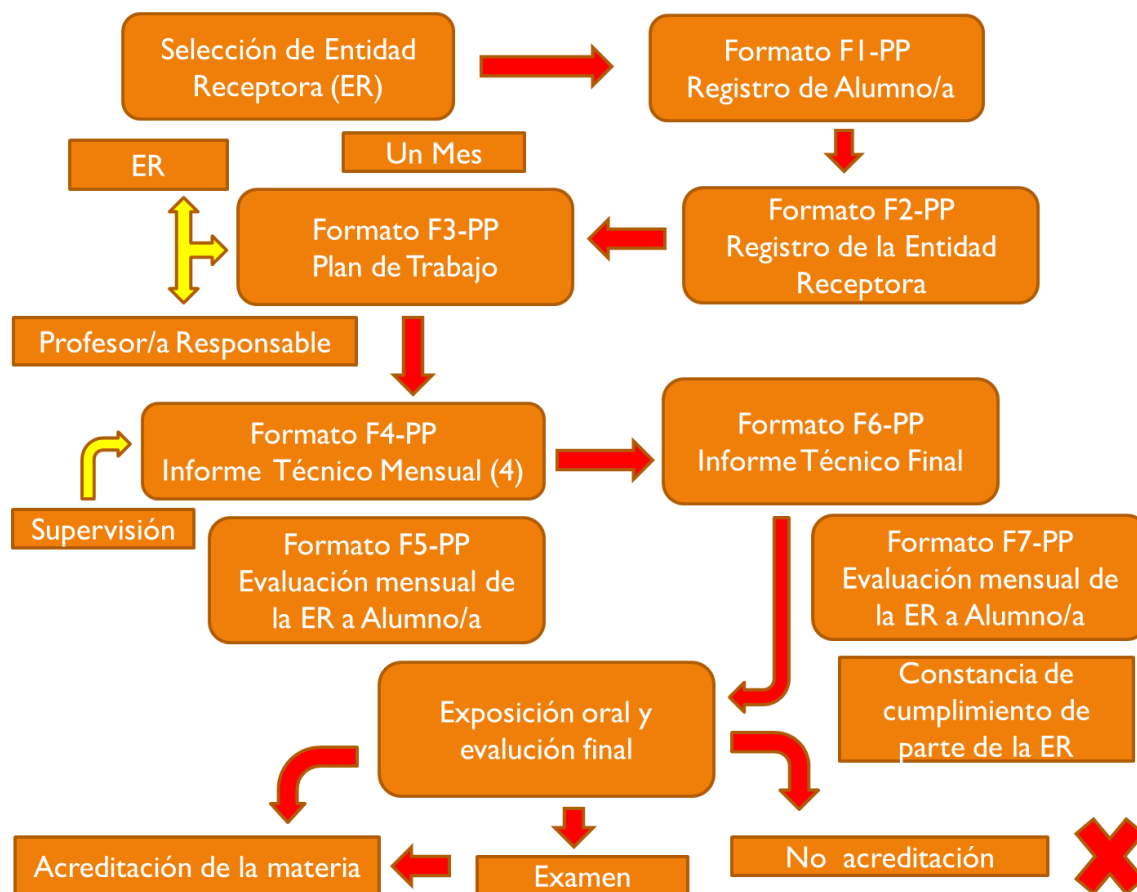 Selección de Entidad
Receptora (ER)
Formato F1-PP
Registro de Alumno/a
Un Mes
ER
Formato F3-PP
Plan de Trabajo
Formato F2-PP
Registro de la Entidad
Receptora
Profesor/a Responsable
Formato F4-PP
Informe Técnico Mensual (4)
Formato F6-PP
Informe Técnico Final
Supervisión
Formato F5-PP
Evaluación mensual de
la ER a Alumno/a
Formato F7-PP
Evaluación mensual de
la ER a Alumno/a
Constancia de
cumplimiento de
parte de la ER
Exposición oral y
evalución final
Acreditación de la materia
Examen
No acreditación